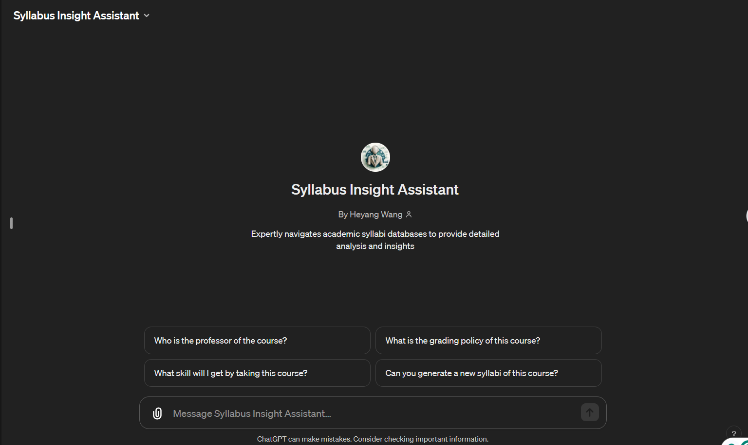 Syllabus Insight Assistant
Syllabus Insight Assistant
By Heyang Wang
Expertly navigates academic syllabi databases to provide detailed
analysis and insights
Who is the professor of the course?
What is the grading policy of this course?
What skill will I get by taking this course?
Can you generate a new syllabi of this course?
Message Syllabus Insight Assistant...
ChatGPT can make mistakes. Consider checking important information.
?